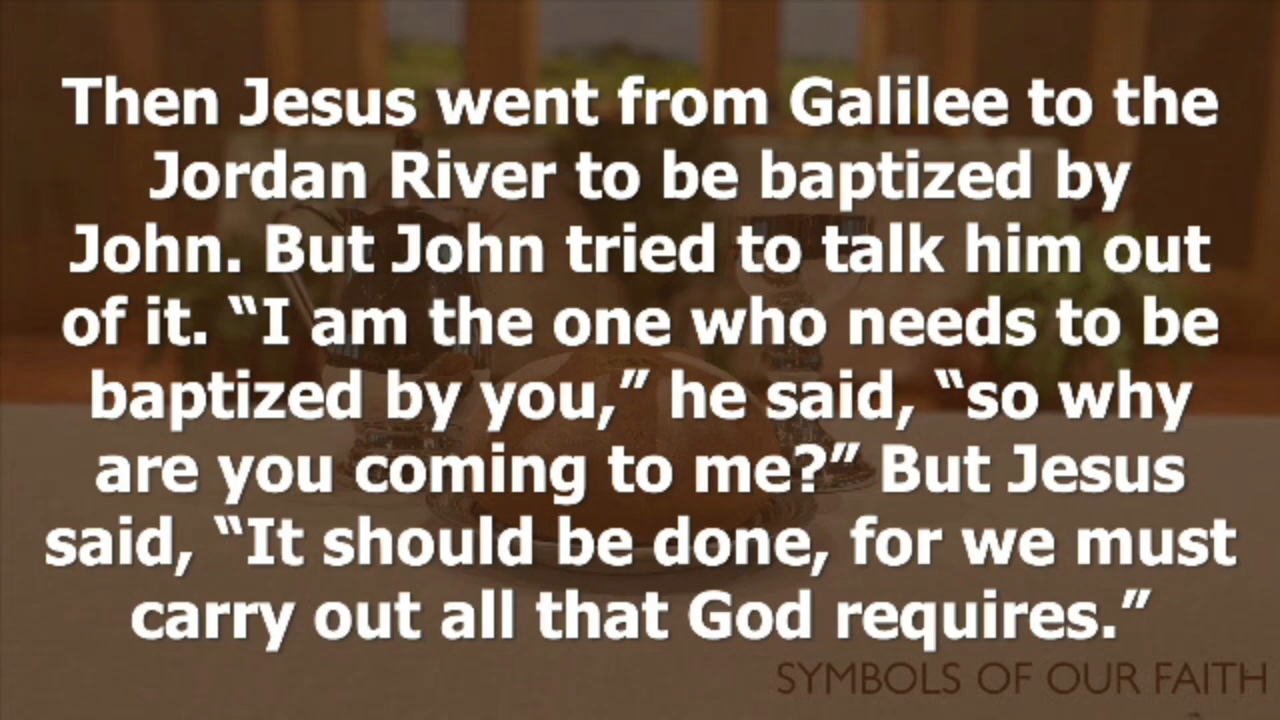 Then Jesus went from Galilee to the
Jordan River to be baptized by
John. But John tried to talk him out
of it. “I am the one who needs to be
baptized by you,” he said, “so why
are you coming to me?” But Jesus
said, “It should be done, for we must
carry out all that God requires.”
SYMBOLS OF OUR FAITH